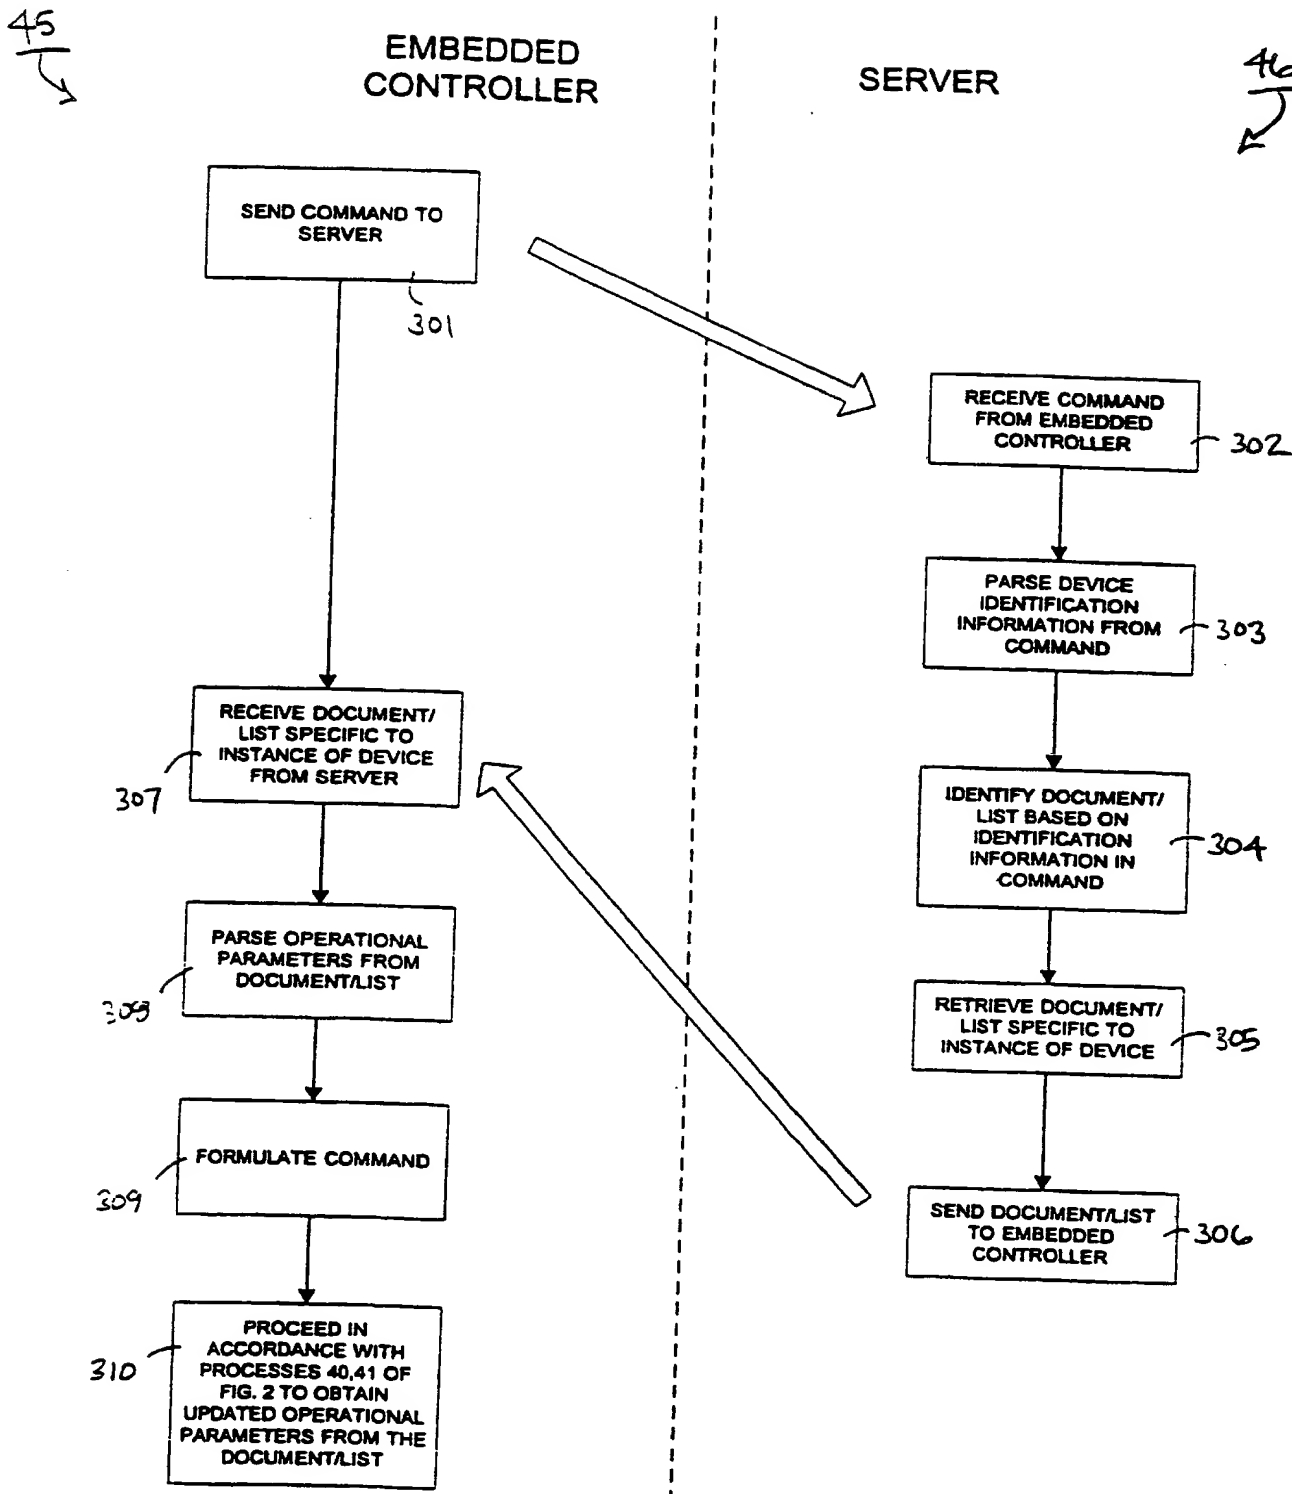 45
EMBEDDED
CONTROLLER
SERVER
46
SEND COMMAND TO
SERVER
301
RECEIVE COMMAND
FROM EMBEDDED
CONTROLLER
302
PARSE DEVICE
IDENTIFICATION
INFORMATION FROM
COMMAND
303
IDENTIFY DOCUMENT/
LIST BASED ON
IDENTIFICATION
INFORMATION IN
COMMAND
304
RETRIEVE DOCUMENT/
LIST SPECIFIC TO
INSTANCE OF DEVICE
305
SEND DOCUMENT/LIST
TO EMBEDDED
CONTROLLER
306
RECEIVE DOCUMENT/
LIST SPECIFIC TO
INSTANCE OF DEVICE
FROM SERVER
307
PARSE OPERATIONAL
PARAMETERS FROM
DOCUMENT/LIST
308
FORMULATE COMMAND
309
PROCEED IN
ACCORDANCE WITH
PROCESSES 40,41 OF
FIG. 2 TO OBTAIN
UPDATED OPERATIONAL
PARAMETERS FROM THE
DOCUMENT/LIST
310